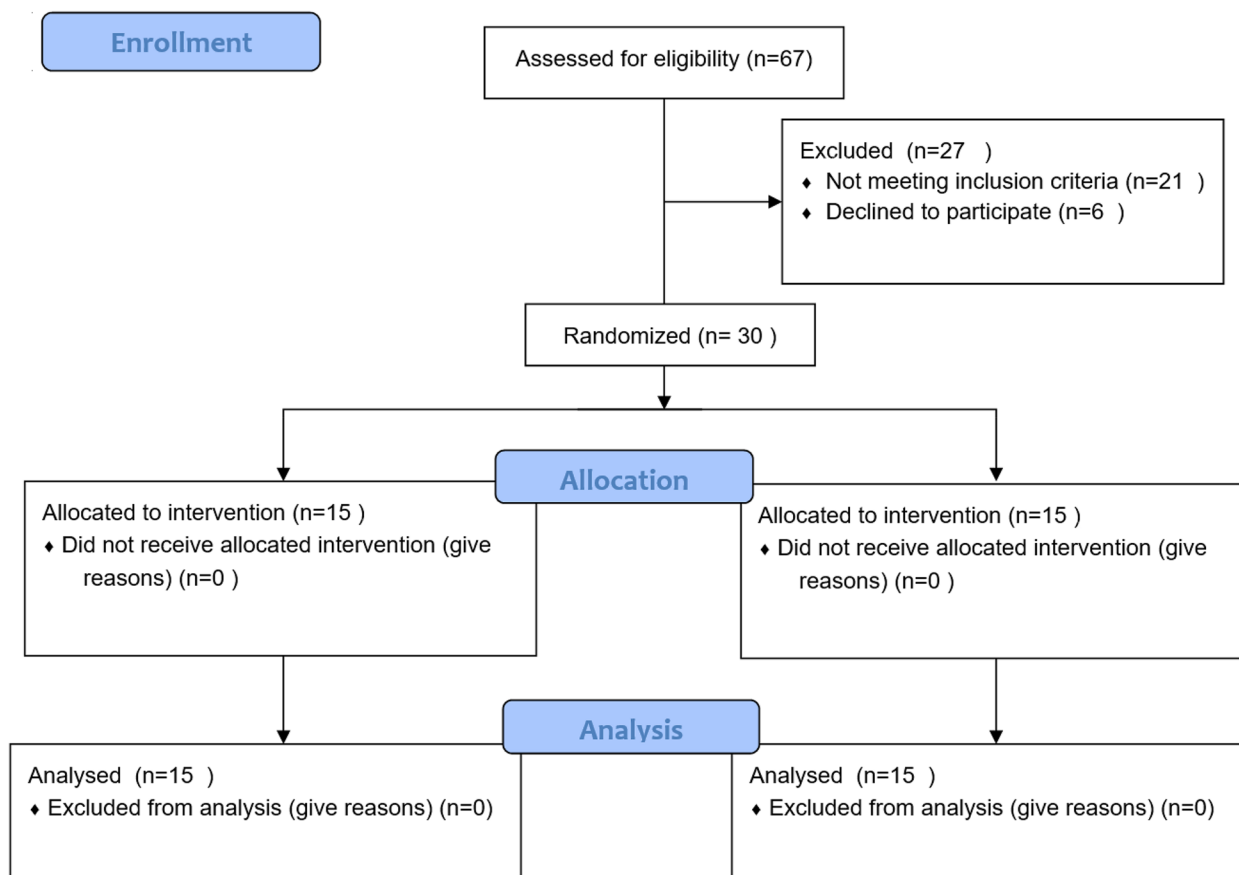 Enrollment
Assessed for eligibility (n=67)
Excluded (n=27 )
♦ Not meeting inclusion criteria (n=21 )
♦ Declined to participate (n=6 )
Randomized (n= 30 )
Allocation
Allocated to intervention (n=15 )
♦ Did not receive allocated intervention (give
reasons) (n=0 )
Allocated to intervention (n=15 )
♦ Did not receive allocated intervention (give
reasons) (n=0 )
Analysis
Analysed (n=15 )
♦ Excluded from analysis (give reasons) (n=0)
Analysed (n=15 )
♦ Excluded from analysis (give reasons) (n=0)